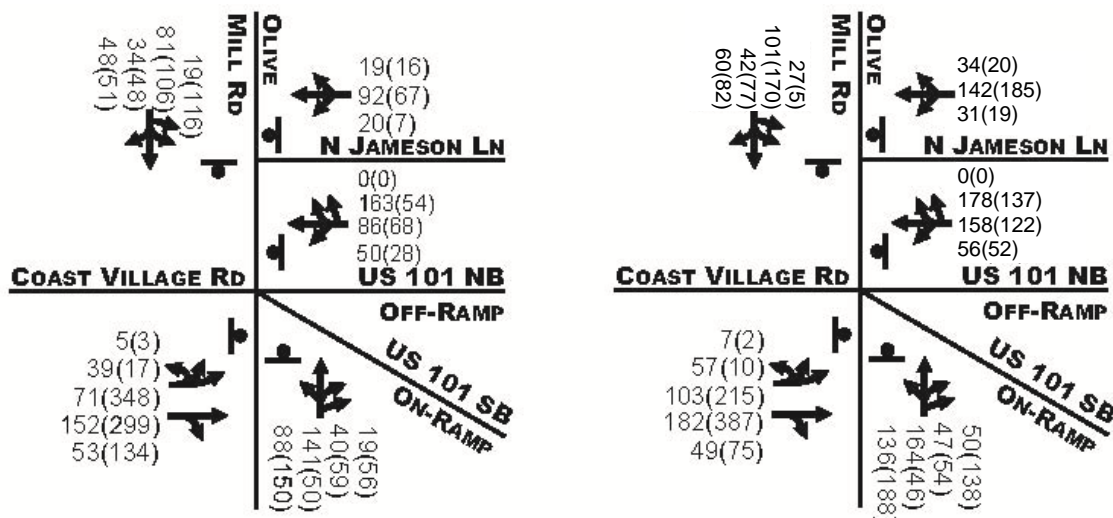 19(116)
81(106)
34(48)
48(51)
MILL RD
OLIVE
19(16)
92(67)
20(7)
N JAMESON LN
0(0)
163(54)
86(68)
50(28)
COAST VILLAGE RD
US 101 NB
OFF-RAMP
US 101 SB
ON-RAMP
5(3)
39(17)
71(348)
152(299)
53(134)
19(56)
40(59)
141(50)
88(150)
27(5)
101(170)
42(77)
60(82)
MILL RD
OLIVE
34(20)
142(185)
31(19)
N JAMESON LN
0(0)
178(137)
158(122)
56(52)
COAST VILLAGE RD
US 101 NB
OFF-RAMP
US 101 SB
ON-RAMP
7(2)
57(10)
103(215)
182(387)
49(75)
50(138)
47(54)
164(46)
136(188)